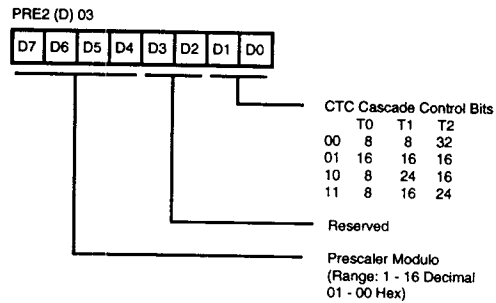 PRE2 (D) 03
D7 D6 D5 D4 D3 D2 D1 D0
CTC Cascade Control Bits
T0 T1 T2
00 8 8 32
01 16 16 16
10 8 24 16
11 8 16 24
Reserved
Prescaler Modulo
(Range: 1 - 16 Decimal
01 - 00 Hex)